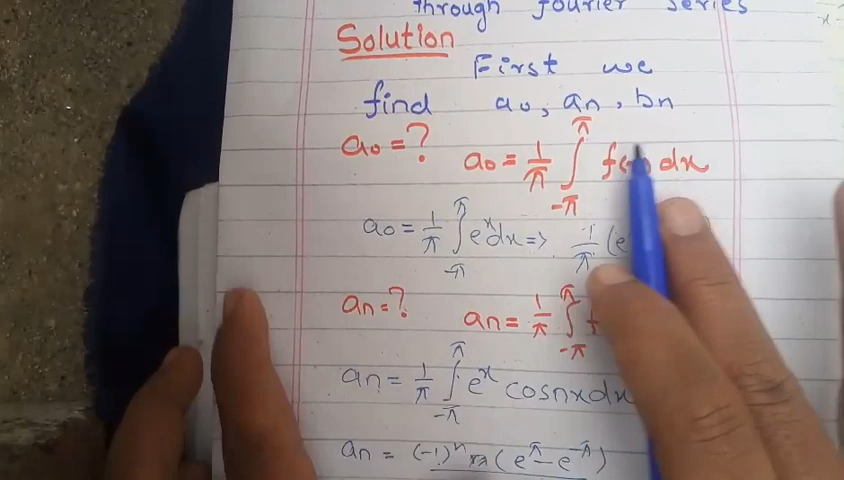 through fourier series
Solution
First we
find a₀, aₙ, bₙ
a₀ = ? a₀ = 1/π ∫_{-π}^{π} f(x) dx
a₀ = 1/π ∫_{-π}^{π} eˣ dx => 1/π (e
aₙ = ? aₙ = 1/π ∫_{-π}^{π} f
aₙ = 1/π ∫_{-π}^{π} eˣ cosnx dx
aₙ = (-1)ⁿ (e^π - e^{-π})